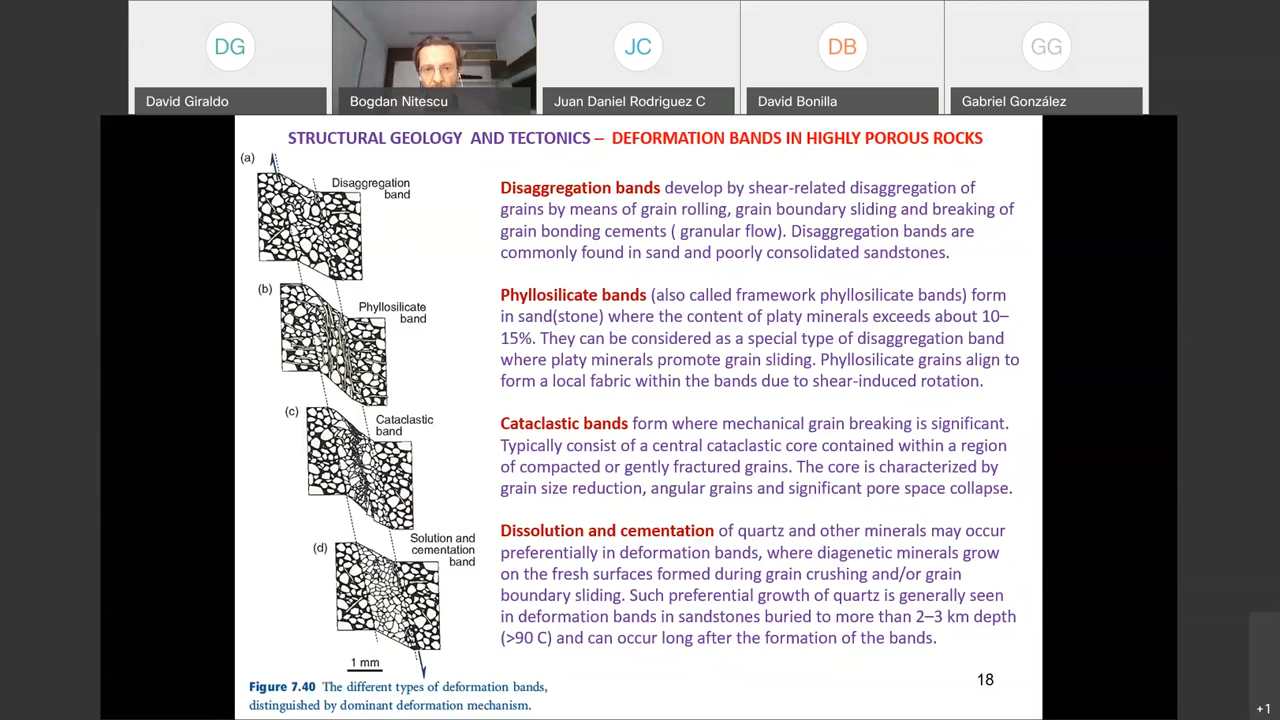 DG
JC
DB
GG
David Giraldo
Bogdan Nitescu
Juan Daniel Rodriguez C
David Bonilla
Gabriel González
STRUCTURAL GEOLOGY AND TECTONICS – DEFORMATION BANDS IN HIGHLY POROUS ROCKS
(a)
Disaggregation
band
(b)
Phyllosilicate
band
(c)
Cataclastic
band
(d)
Solution and
cementation
band
1 mm
Figure 7.40 The different types of deformation bands,
distinguished by dominant deformation mechanism.
Disaggregation bands develop by shear-related disaggregation of
grains by means of grain rolling, grain boundary sliding and breaking of
grain bonding cements ( granular flow). Disaggregation bands are
commonly found in sand and poorly consolidated sandstones.
Phyllosilicate bands (also called framework phyllosilicate bands) form
in sand(stone) where the content of platy minerals exceeds about 10–
15%. They can be considered as a special type of disaggregation band
where platy minerals promote grain sliding. Phyllosilicate grains align to
form a local fabric within the bands due to shear-induced rotation.
Cataclastic bands form where mechanical grain breaking is significant.
Typically consist of a central cataclastic core contained within a region
of compacted or gently fractured grains. The core is characterized by
grain size reduction, angular grains and significant pore space collapse.
Dissolution and cementation of quartz and other minerals may occur
preferentially in deformation bands, where diagenetic minerals grow
on the fresh surfaces formed during grain crushing and/or grain
boundary sliding. Such preferential growth of quartz is generally seen
in deformation bands in sandstones buried to more than 2–3 km depth
(>90 C) and can occur long after the formation of the bands.
18
+1